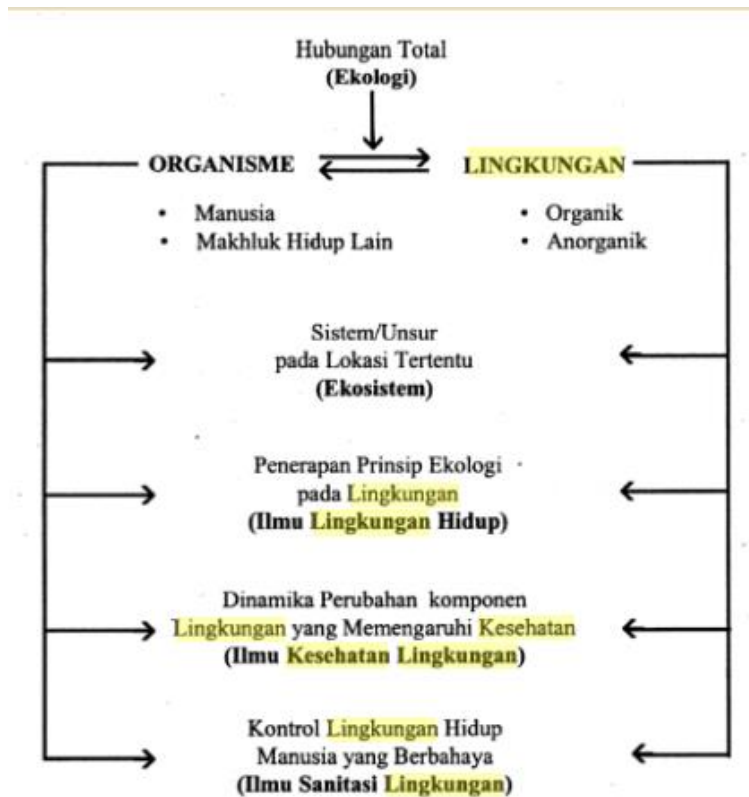 Hubungan Total
(Ekologi)
ORGANISME LINGKUNGAN
• Manusia
• Makhluk Hidup Lain
• Organik
• Anorganik
Sistem/Unsur
pada Lokasi Tertentu
(Ekosistem)
Penerapan Prinsip Ekologi
pada Lingkungan
(Ilmu Lingkungan Hidup)
Dinamika Perubahan komponen
Lingkungan yang Memengaruhi Kesehatan
(Ilmu Kesehatan Lingkungan)
Kontrol Lingkungan Hidup
Manusia yang Berbahaya
(Ilmu Sanitasi Lingkungan)